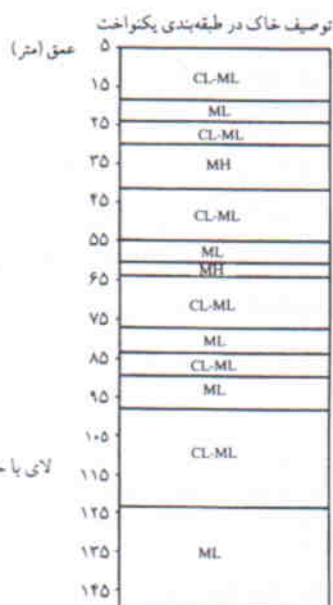 توصیف خاک در طبقه‌بندی یکنواخت
عمق (متر)
۵
CL-ML
۱۵
ML
۲۵
CL-ML
۳۵
MH
۴۵
CL-ML
۵۵
ML
MH
۶۵
CL-ML
۷۵
ML
۸۵
CL-ML
ML
۹۵
۱۰۵
CL-ML
لای با
۱۱۵
۱۲۵
۱۳۵
ML
۱۴۵